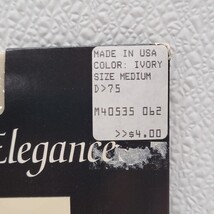 MADE IN USA
COLOR: IVORY
SIZE MEDIUM
D>75
M40535 062
>>$4.00
Elegance